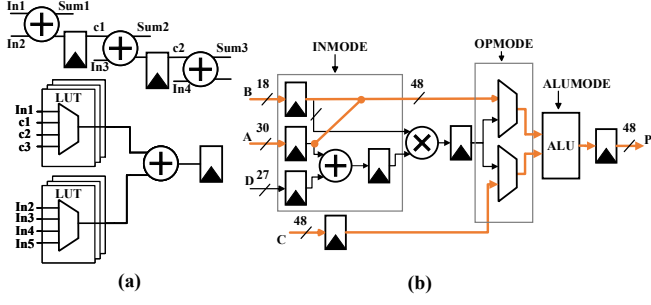 In1 Sum1
In2 c1 Sum2
In3 c2 Sum3
In4
LUT
In1
c1
c2
c3
LUT
In2
In3
In4
In5
(a)
INMODE
OPMODE
ALUMODE
B 18 48
A 30
D 27
C 48
ALU
48 P
(b)